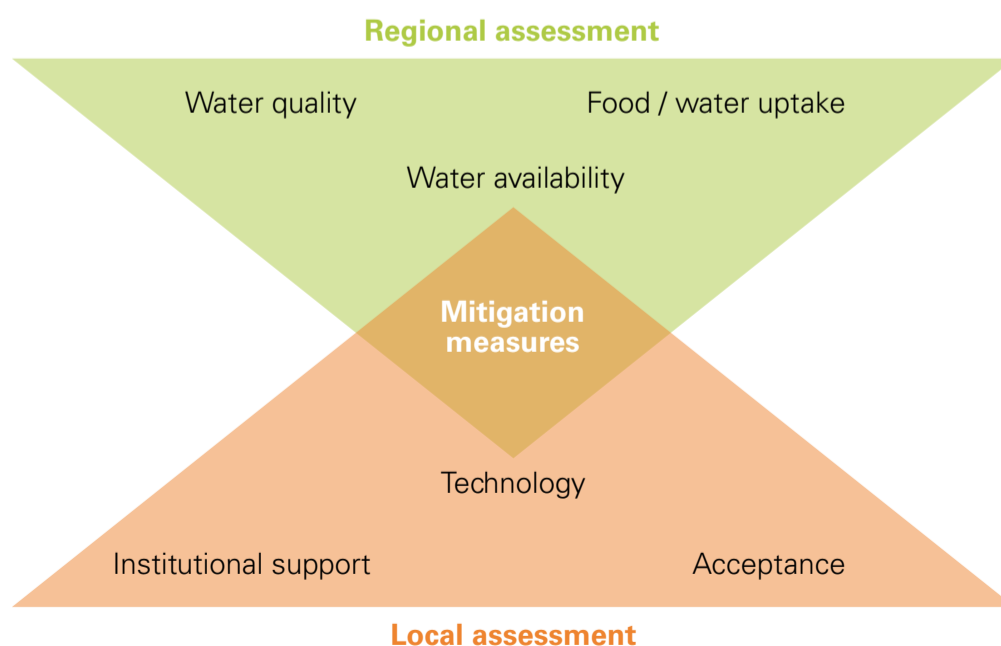 Regional assessment
Water quality
Food / water uptake
Water availability
Mitigation
measures
Technology
Institutional support
Acceptance
Local assessment